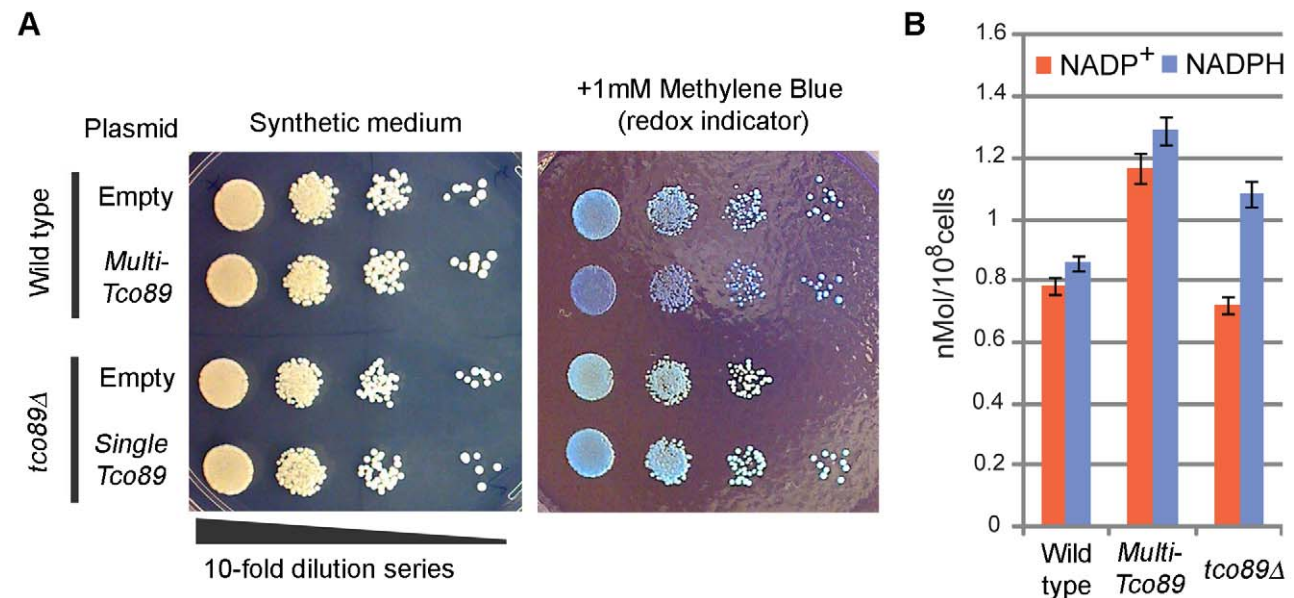 A
Plasmid
Synthetic medium
+1mM Methylene Blue
(redox indicator)
Wild type
Empty
Multi-
Tco89
tco89Δ
Empty
Single
Tco89
10-fold dilution series
B
nMol/10⁸cells
1.6
1.4
1.2
1
0.8
0.6
0.4
0.2
0
NADP⁺ NADPH
Wild
type
Multi-
Tco89
tco89Δ